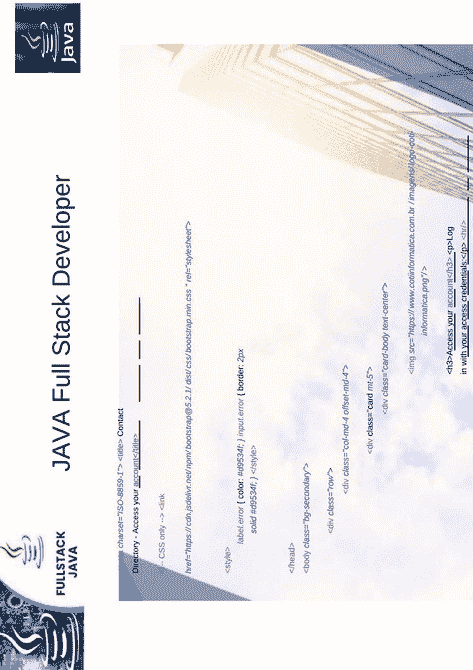 Java
JAVA Full Stack Developer
FULLSTACK
JAVA
charset="ISO-8859-1"> <title> Contact
Directory - Access your account</title>
-- CSS only --> <link
href="https://cdn.jsdelivr.net/npm/bootstrap@5.2.1/ dist/ css/bootstrap.min.css " rel="stylesheet">
<style>
label.error { color: #d9534f; } input.error { border: 2px
solid #d9534f; } </style>
</head>
<body class="bg-secondary">
<div class="row">
<div class="col-md-4 offset-md-4">
<div class="card mt-5">
<div class="card-body text-center">
<img src="https:// www.cotiinformatica.com.br / imagens/logo-coti-
informatica.png"/>
<h3>Access your account</h3> <p>Log
in with your access credentials:</p> <hr/>